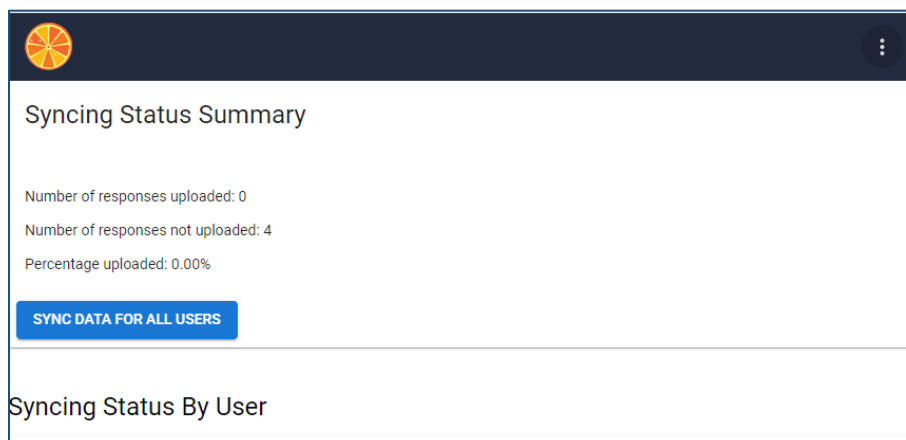 Syncing Status Summary
Number of responses uploaded: 0
Number of responses not uploaded: 4
Percentage uploaded: 0.00%
SYNC DATA FOR ALL USERS
Syncing Status By User